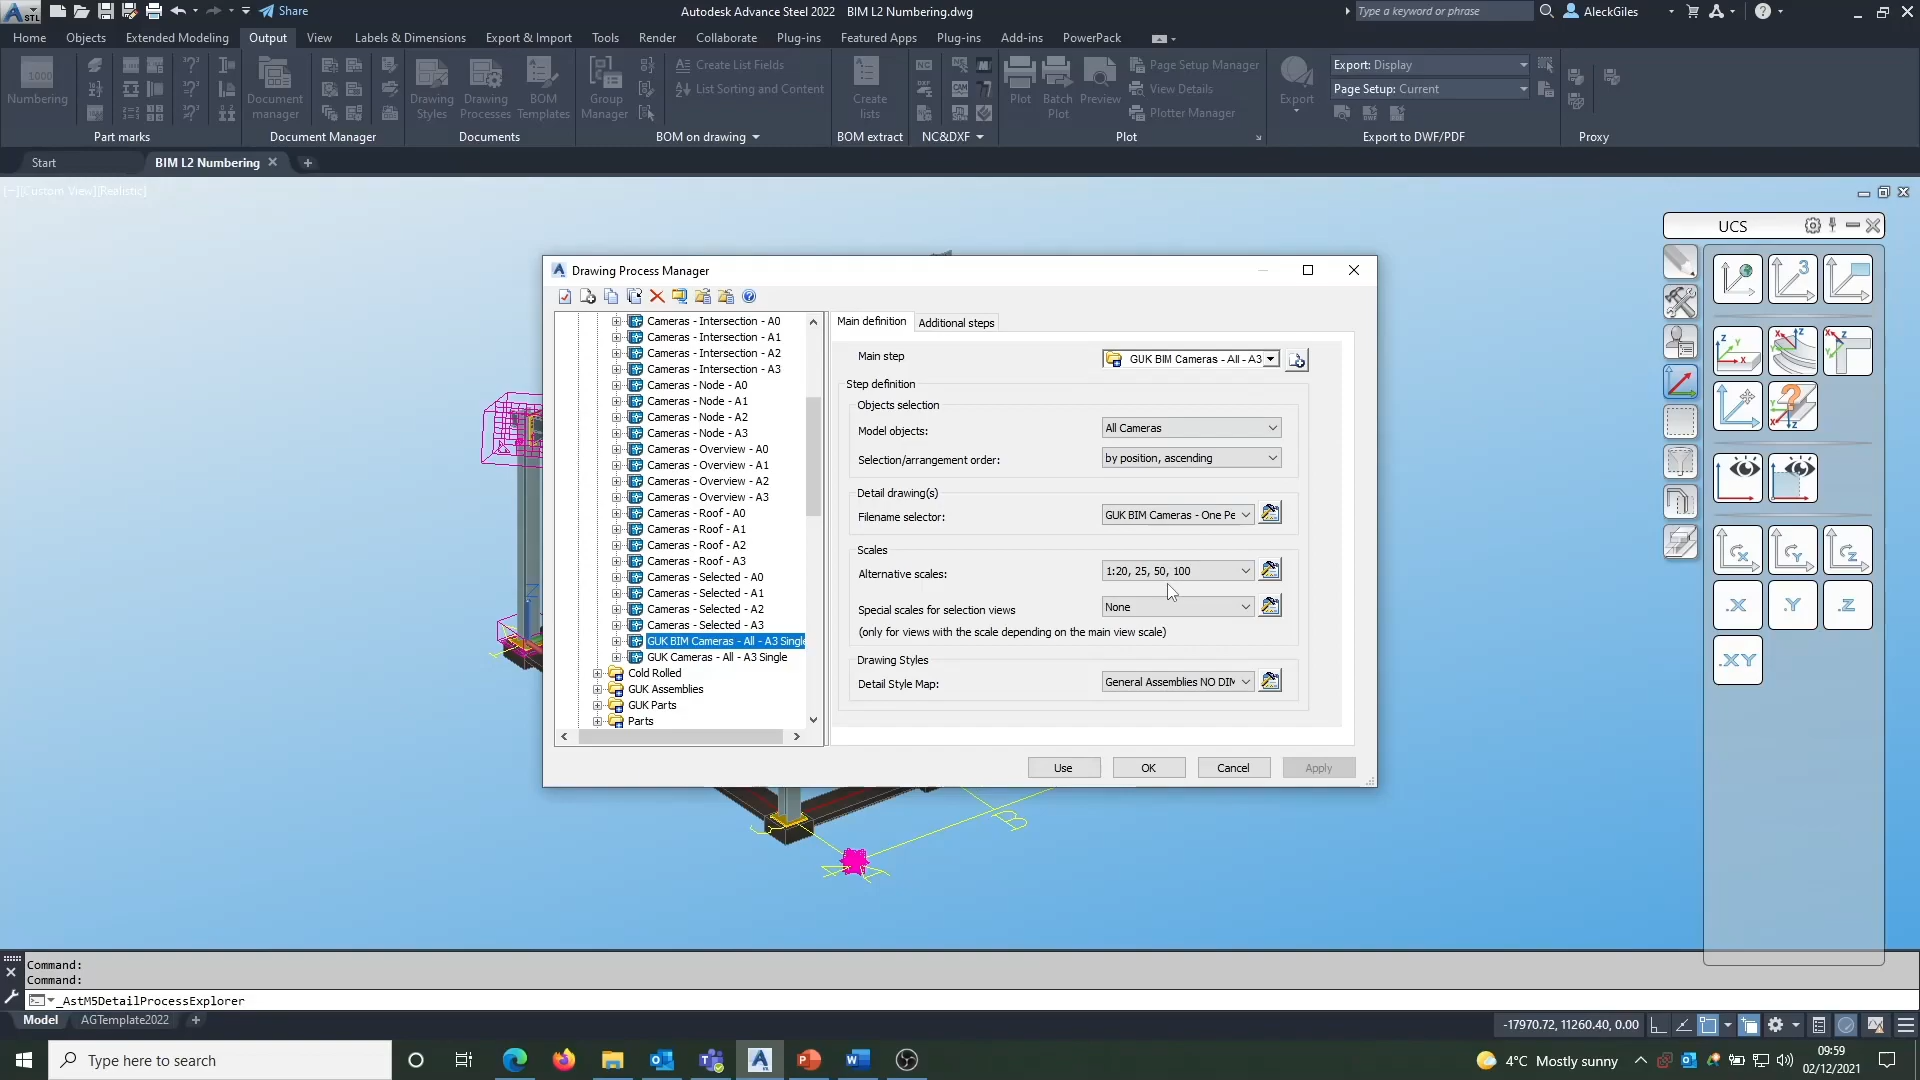 Share
Autodesk Advance Steel 2022 BIM L2 Numbering.dwg
Type a keyword or phrase
AleckGiles
Home Objects Extended Modeling Output View Labels & Dimensions Export & Import Tools Render Collaborate Plug-ins Featured Apps Plug-ins Add-ins PowerPack
Numbering
Part marks
Document manager
Document Manager
Drawing Styles
Drawing Processes
BOM Templates
Documents
Group Manager
Create List Fields
List Sorting and Content
BOM on drawing
Create lists
BOM extract
NC&DXF
Plot
Batch Plot
Preview
Page Setup Manager
View Details
Plotter Manager
Plot
Export
Export: Display
Page Setup: Current
Export to DWF/PDF
Proxy
Start
BIM L2 Numbering
[−][Custom View][Realistic]
UCS
Drawing Process Manager
Cameras - Intersection - A0
Cameras - Intersection - A1
Cameras - Intersection - A2
Cameras - Intersection - A3
Cameras - Node - A0
Cameras - Node - A1
Cameras - Node - A2
Cameras - Node - A3
Cameras - Overview - A0
Cameras - Overview - A1
Cameras - Overview - A2
Cameras - Overview - A3
Cameras - Roof - A0
Cameras - Roof - A1
Cameras - Roof - A2
Cameras - Roof - A3
Cameras - Selected - A0
Cameras - Selected - A1
Cameras - Selected - A2
Cameras - Selected - A3
GUK BIM Cameras - All - A3 Single
GUK Cameras - All - A3 Single
Cold Rolled
GUK Assemblies
GUK Parts
Parts
Main definition Additional steps
Main step GUK BIM Cameras - All - A3
Step definition
Objects selection
Model objects: All Cameras
Selection/arrangement order: by position, ascending
Detail drawing(s)
Filename selector: GUK BIM Cameras - One Pe
Scales
Alternative scales: 1:20, 25, 50, 100
Special scales for selection views None
(only for views with the scale depending on the main view scale)
Drawing Styles
Detail Style Map: General Assemblies NO DIM
Use OK Cancel Apply
B
Command:
Command:
_AstM5DetailProcessExplorer
Model AGTemplate2022
-17970.72, 11260.40, 0.00
Type here to search
4°C Mostly sunny
09:59
02/12/2021